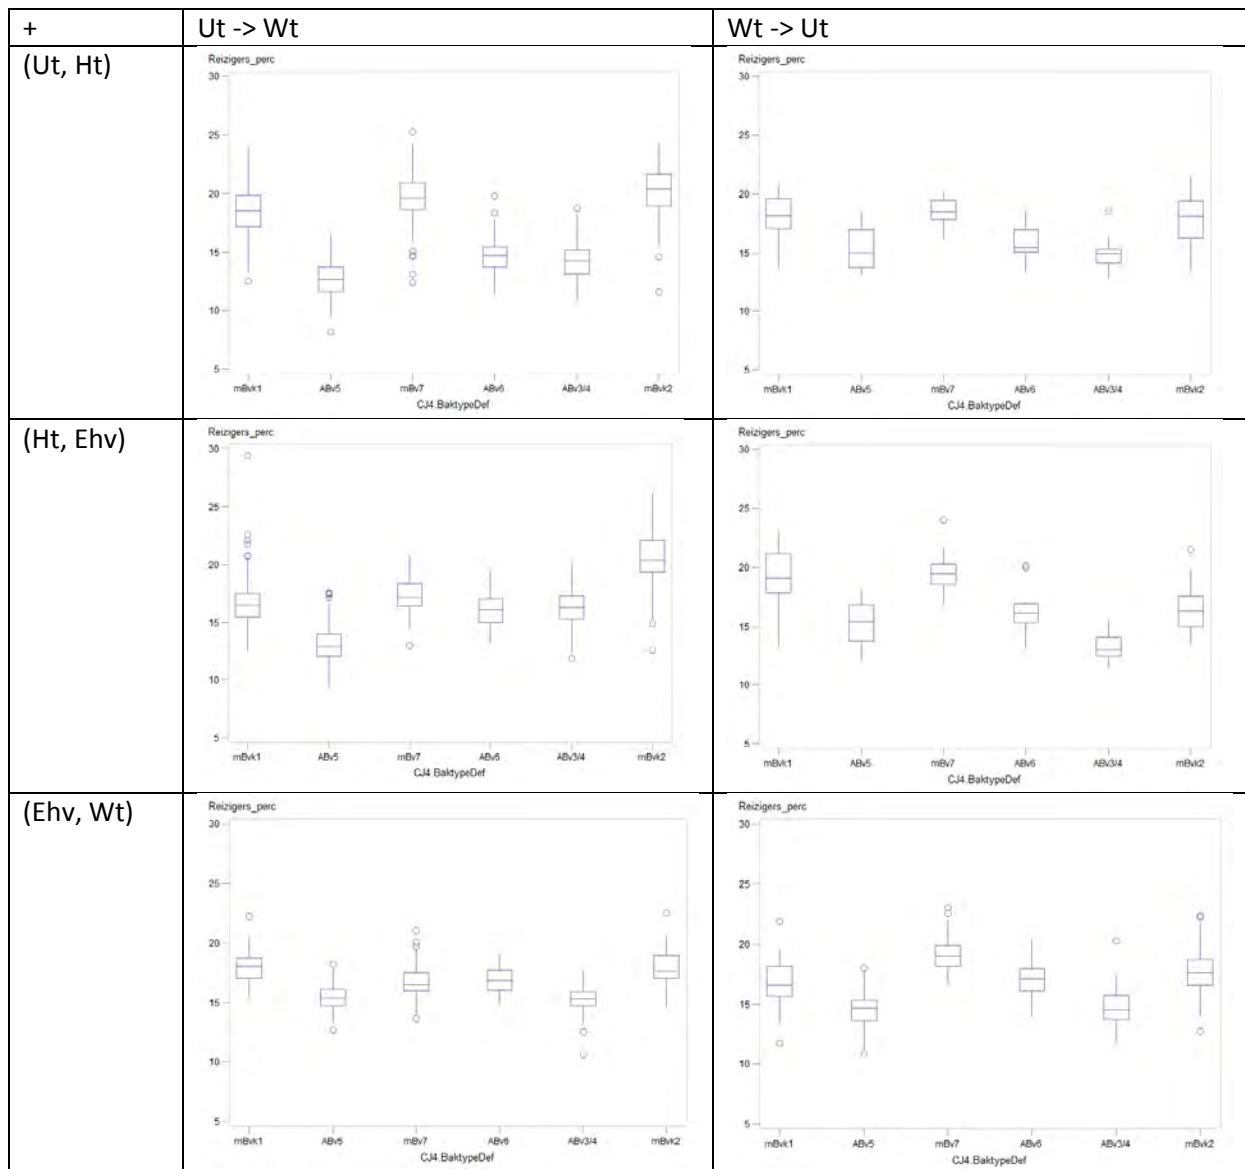 +
Ut -> Wt
Wt -> Ut
(Ut, Ht)
Reizigers_perc
30
25
20
15
10
5
mBvk1 ABv5 mBv7 ABv6 ABv3/4 mBvk2
CJ4.BaktypeDef
Reizigers_perc
30
25
20
15
10
5
mBvk1 ABv5 mBv7 ABv6 ABv3/4 mBvk2
CJ4.BaktypeDef
(Ht, Ehv)
Reizigers_perc
30
25
20
15
10
5
mBvk1 ABv5 mBv7 ABv6 ABv3/4 mBvk2
CJ4.BaktypeDef
Reizigers_perc
30
25
20
15
10
5
mBvk1 ABv5 mBv7 ABv6 ABv3/4 mBvk2
CJ4.BaktypeDef
(Ehv, Wt)
Reizigers_perc
30
25
20
15
10
5
mBvk1 ABv5 mBv7 ABv6 ABv3/4 mBvk2
CJ4.BaktypeDef
Reizigers_perc
30
25
20
15
10
5
mBvk1 ABv5 mBv7 ABv6 ABv3/4 mBvk2
CJ4.BaktypeDef